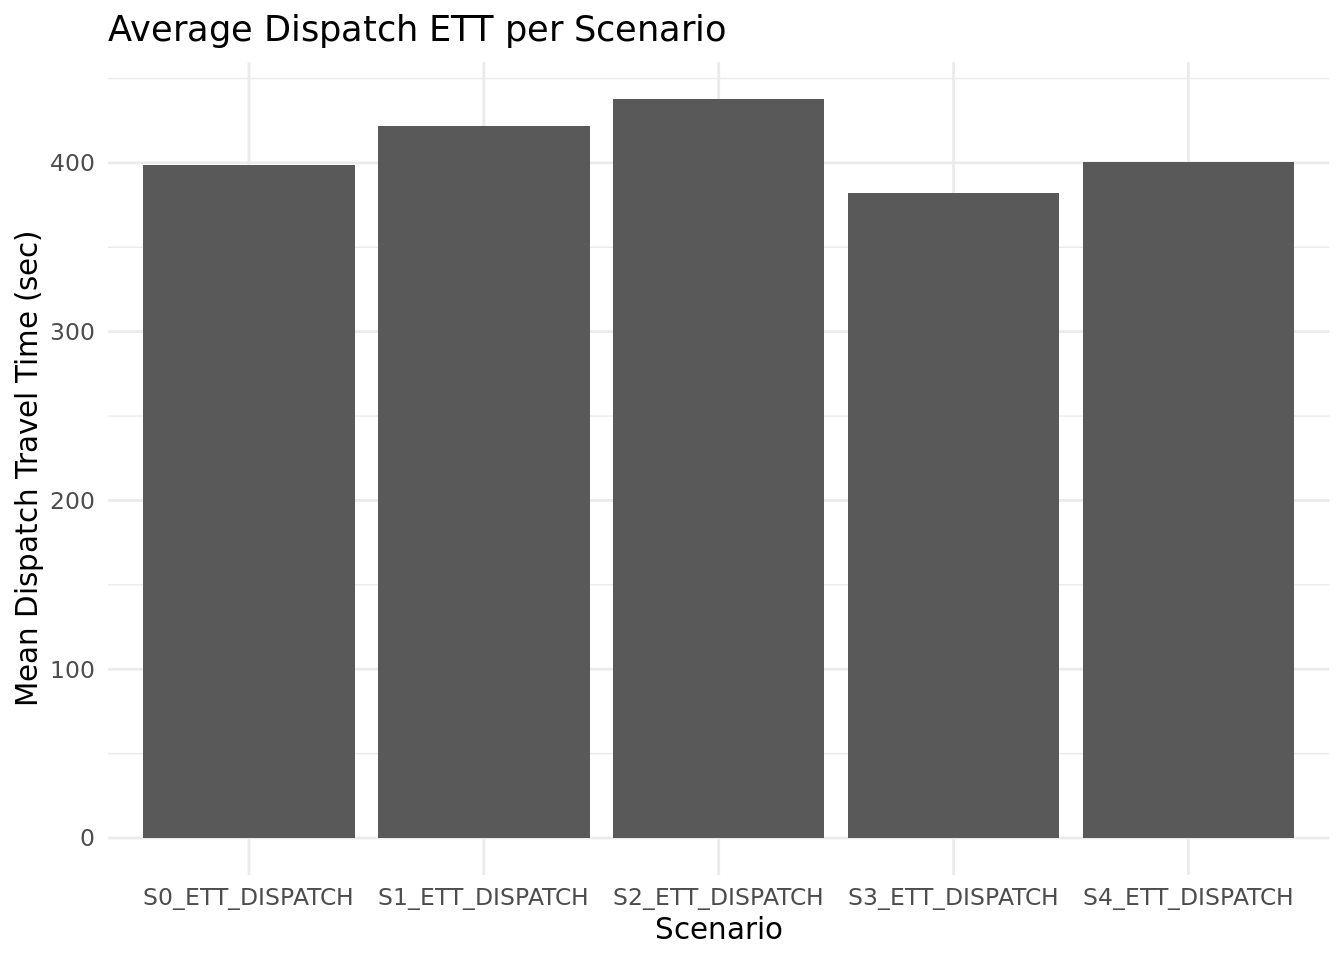 Average Dispatch ETT per Scenario
Mean Dispatch Travel Time (sec)
400
300
200
100
0
S0_ETT_DISPATCH S1_ETT_DISPATCH S2_ETT_DISPATCH S3_ETT_DISPATCH S4_ETT_DISPATCH
Scenario